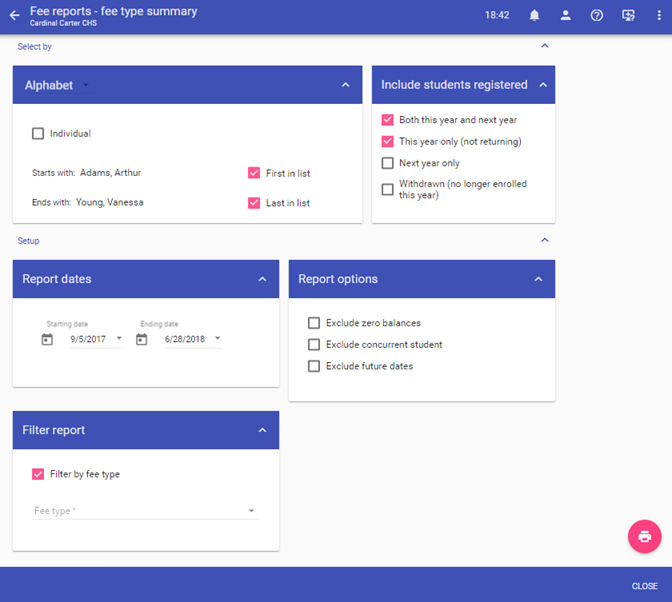 Fee reports - fee type summary
Cardinal Carter CHS
18:42
Select by
Alphabet
Individual
Starts with: Adams, Arthur
First in list
Ends with: Young, Vanessa
Last in list
Include students registered
Both this year and next year
This year only (not returning)
Next year only
Withdrawn (no longer enrolled
this year)
Setup
Report dates
Starting date
9/5/2017
Ending date
6/28/2018
Report options
Exclude zero balances
Exclude concurrent student
Exclude future dates
Filter report
Filter by fee type
Fee type *
CLOSE